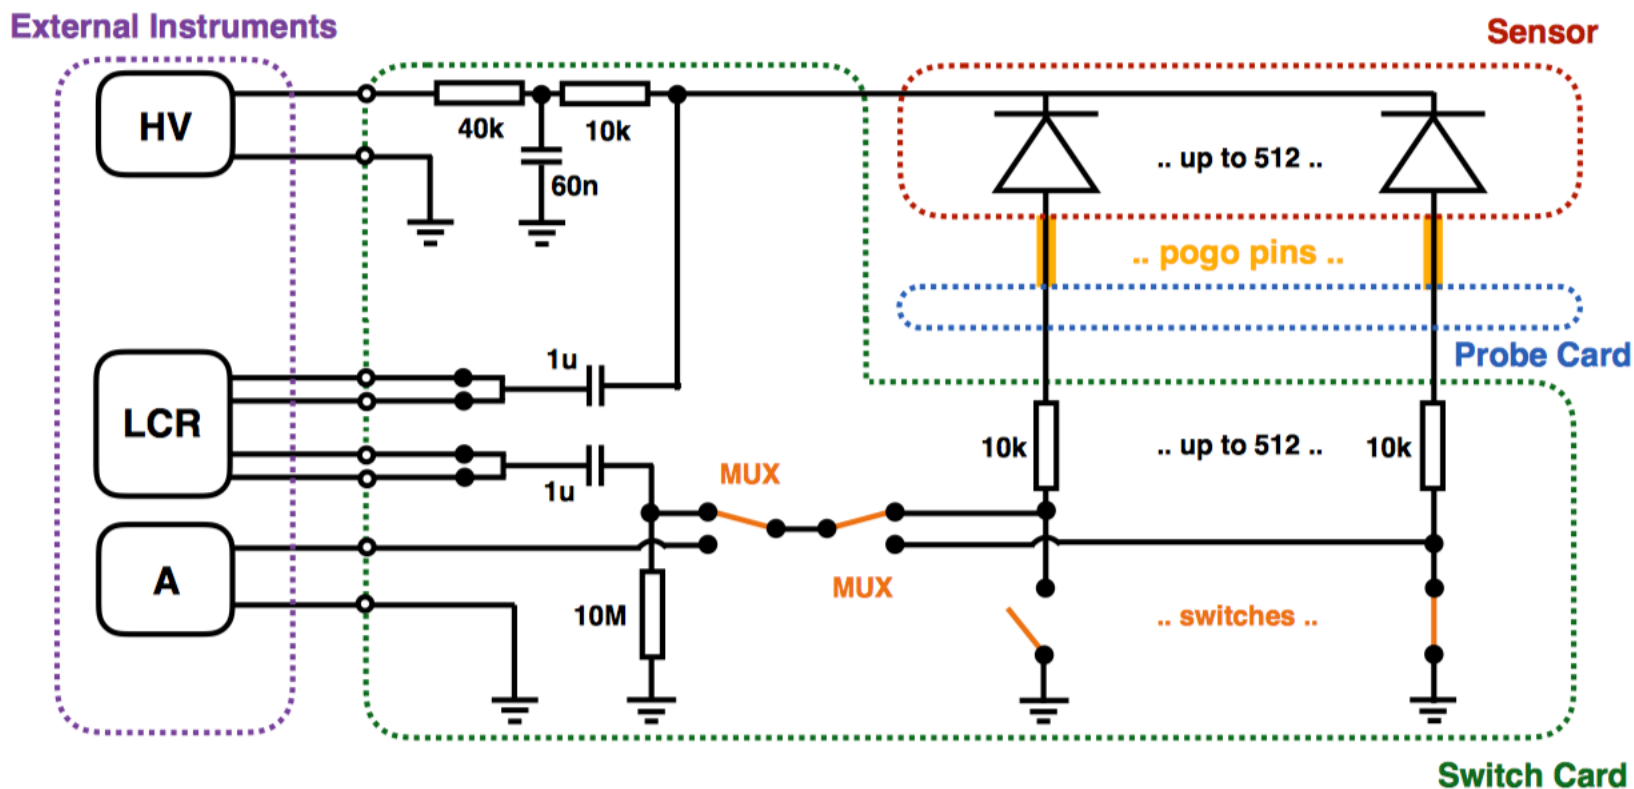 External Instruments
Sensor
HV
40k
10k
.. up to 512 ..
60n
.. pogo pins ..
Probe Card
1u
LCR
10k
.. up to 512 ..
10k
MUX
1u
A
MUX
10M
.. switches ..
Switch Card